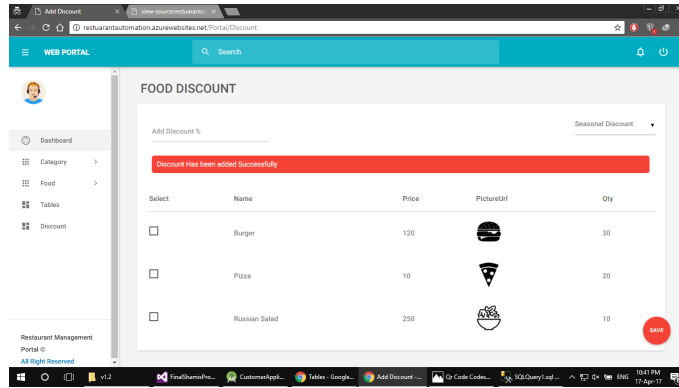 Add Discount
view-source:restuaranta
restuarantautomation.azurewebsites.net/Portal/Discount
WEB PORTAL
Search
FOOD DISCOUNT
Dashboard
Category
Food
Tables
Discount
Add Discount %
Seasonal Discount
Discount Has been added Successfully
Select Name Price PictureUrl Qty
Burger 120 30
Pizza 10 20
Russian Salad 250 10
SAVE
Restaurant Management
Portal ©
All Right Reserved
v1.2
FinalShamisPro...
CustomerAppli...
Tables - Google...
Add Discount -...
Qr Code Codes...
SQLQuery1.sql ...
ENG
10:41 PM
17-Apr-17